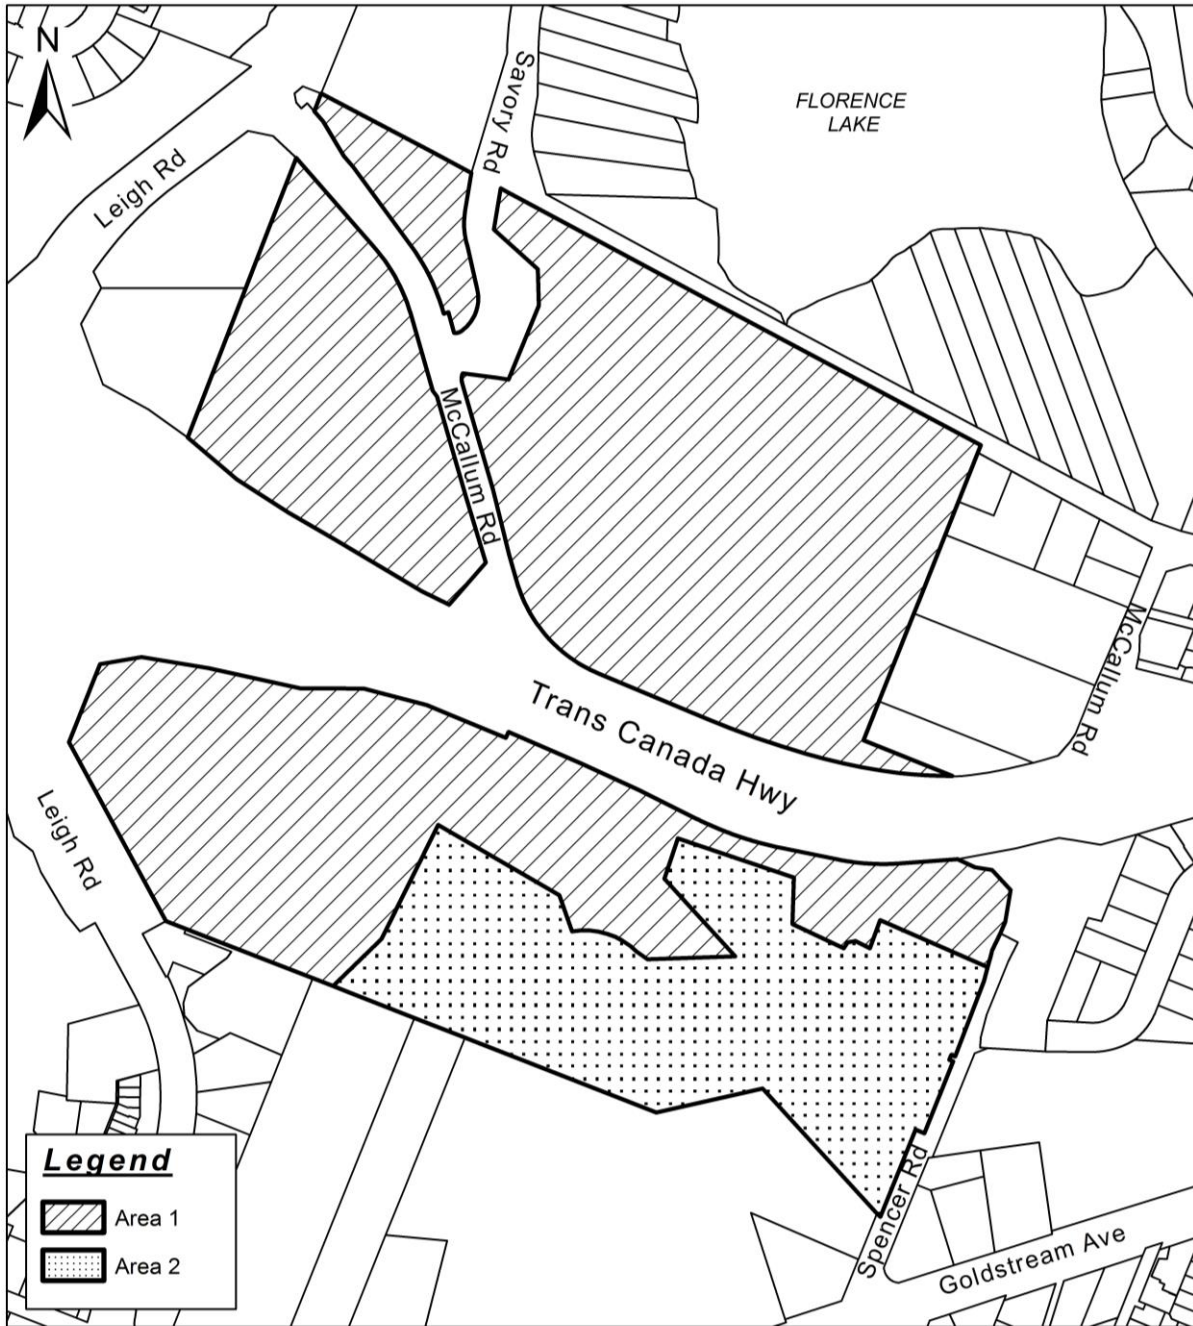 N
Savory Rd
FLORENCE
LAKE
Leigh Rd
McCallum Rd
McCallum Rd
Trans Canada Hwy
Leigh Rd
Legend
Area 1
Area 2
Spencer Rd
Goldstream Ave